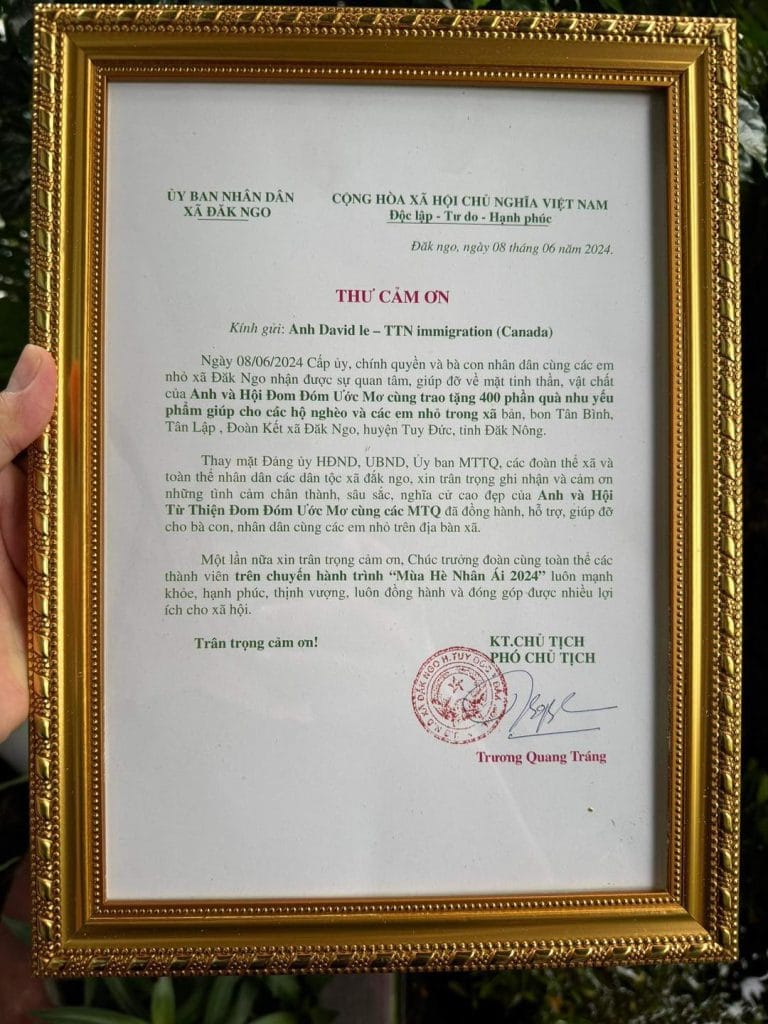 ỦY BAN NHÂN DÂN
XÃ ĐĂK NGO
CỘNG HÒA XÃ HỘI CHỦ NGHĨA VIỆT NAM
Độc lập - Tư do - Hạnh phúc
Đăk ngo, ngày 08 tháng 06 năm 2024.
THƯ CẢM ƠN
Kính gửi: Anh David le – TTN immigration (Canada)
Ngày 08/06/2024 Cấp ủy, chính quyền và bà con nhân dân cùng các em
nhỏ xã Đăk Ngo nhận được sự quan tâm, giúp đỡ về mặt tinh thần, vật chất
của Anh và Hội Đom Đóm Ước Mơ cùng trao tặng 400 phần quà nhu yếu
phẩm giúp cho các hộ nghèo và các em nhỏ trong xã bản, bon Tân Bình,
Tân Lập , Đoàn Kết xã Đăk Ngo, huyện Tuy Đức, tỉnh Đăk Nông.
Thay mặt Đảng ủy HĐND, UBND, Ủy ban MTTQ, các đoàn thể xã và
toàn thể nhân dân các dân tộc xã đắk ngo, xin trân trọng ghi nhận và cảm ơn
những tình cảm chân thành, sâu sắc, nghĩa cử cao đẹp của Anh và Hội
Từ Thiện Đom Đóm Ước Mơ cùng các MTQ đã đồng hành, hỗ trợ, giúp đỡ
cho bà con, nhân dân cùng các em nhỏ trên địa bàn xã.
Một lần nữa xin trân trọng cảm ơn, Chúc trưởng đoàn cùng toàn thể các
thành viên trên chuyến hành trình “Mùa Hè Nhân Ái 2024” luôn mạnh
khỏe, hạnh phúc, thịnh vượng, luôn đồng hành và đóng góp được nhiều lợi
ích cho xã hội.
Trân trọng cảm ơn!
KT.CHỦ TỊCH
PHÓ CHỦ TỊCH
XÃ ĐĂK NGO H.TUY
Trương Quang Tráng